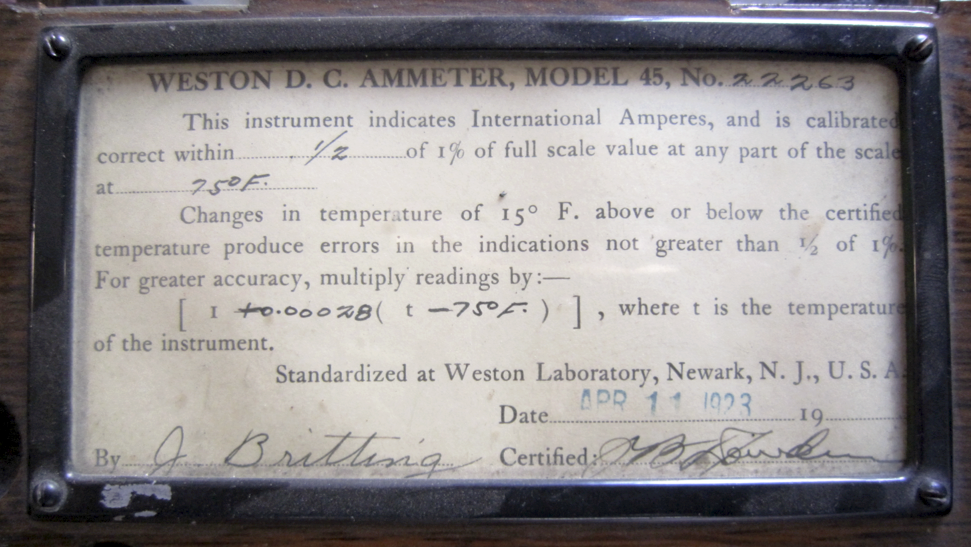 WESTON D. C. AMMETER, MODEL 45, No. 22263
This instrument indicates International Amperes, and is calibrated
correct within 1/2 of 1% of full scale value at any part of the scale
at 75°F.
Changes in temperature of 15° F. above or below the certified
temperature produce errors in the indications not greater than ½ of 1%.
For greater accuracy, multiply readings by:—
[ 1 +0.00028( t —75°F. ) ] , where t is the temperature
of the instrument.
Standardized at Weston Laboratory, Newark, N. J., U. S. A.
Date APR 11 1923 19
By J. Britting Certified: